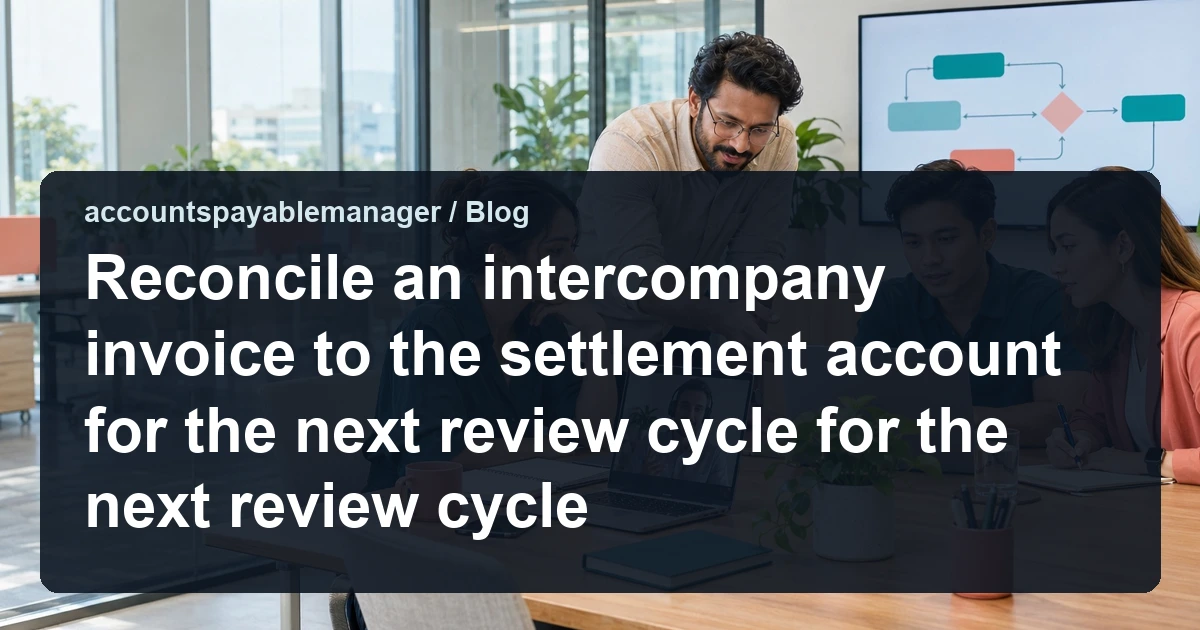 accountspayablemanager / Blog
Reconcile an intercompany
invoice to the settlement account
for the next review cycle for the
next review cycle